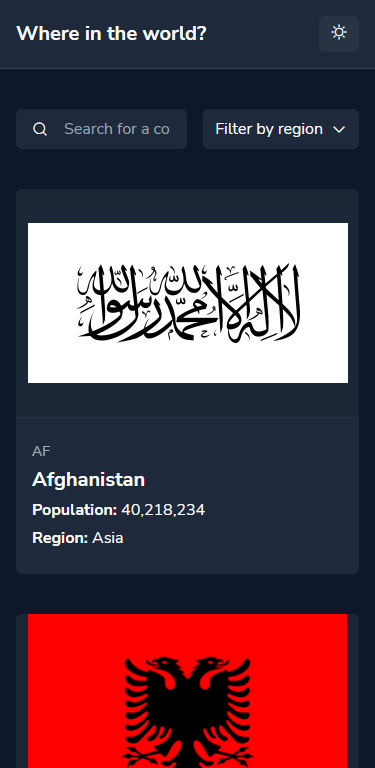 Where in the world?
Search for a co
Filter by region
لا إله إلا الله محمد رسول الله
AF
Afghanistan
Population: 40,218,234
Region: Asia